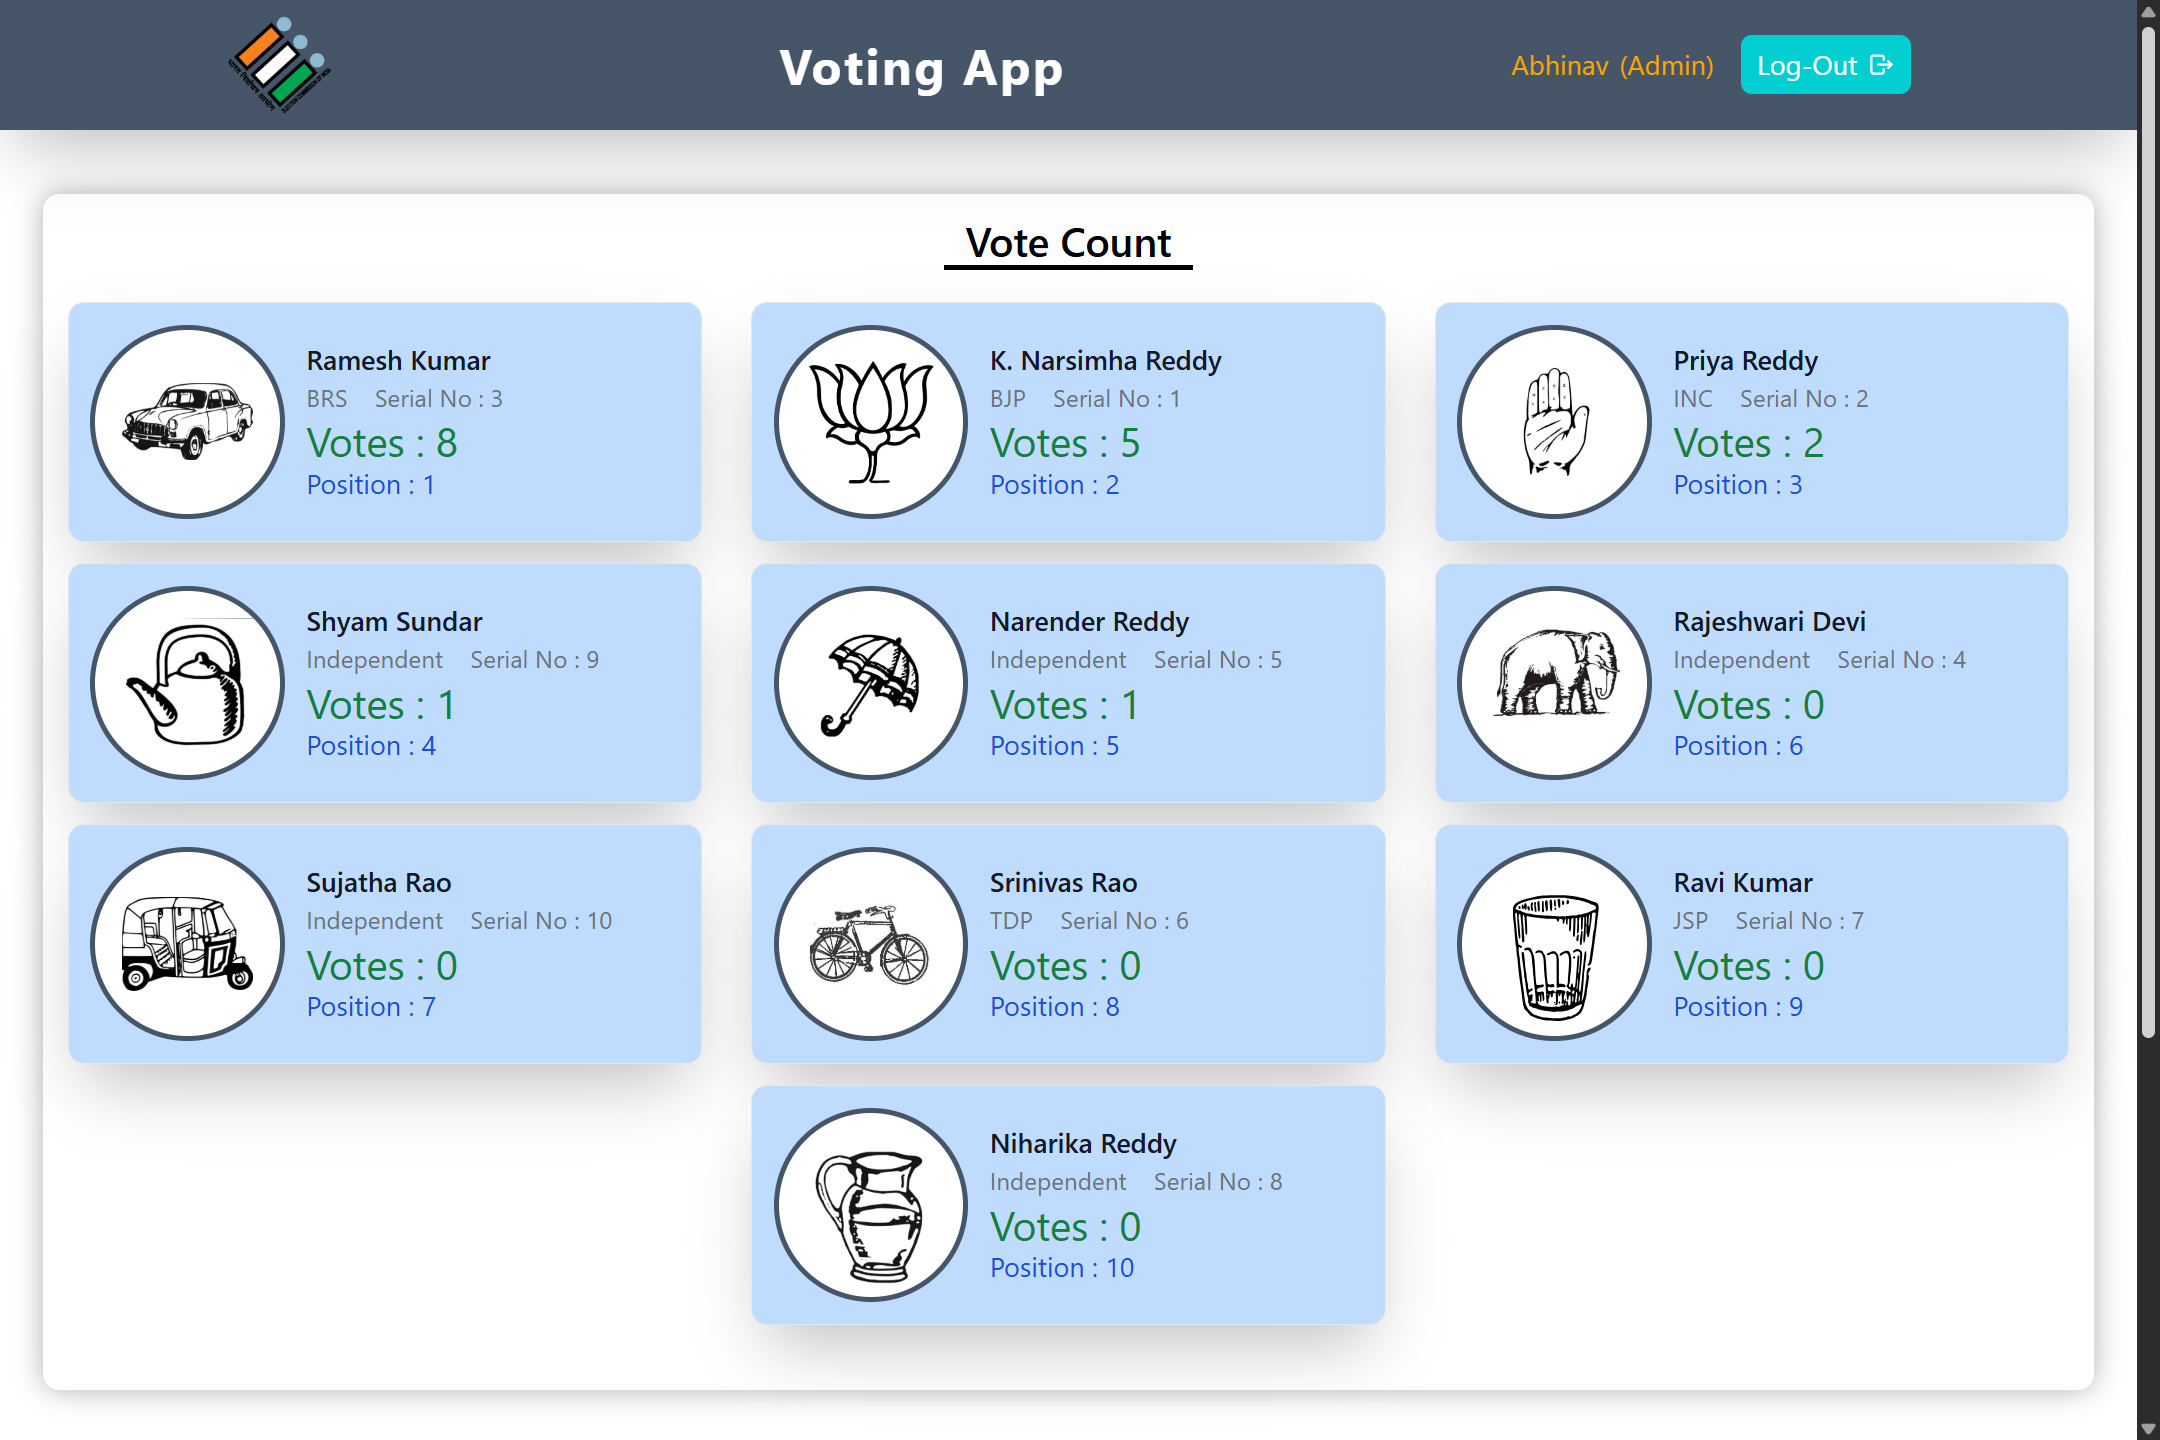 Voting App
Abhinav (Admin)
Log-Out
Vote Count
Ramesh Kumar
BRS Serial No : 3
Votes : 8
Position : 1
K. Narsimha Reddy
BJP Serial No : 1
Votes : 5
Position : 2
Priya Reddy
INC Serial No : 2
Votes : 2
Position : 3
Shyam Sundar
Independent Serial No : 9
Votes : 1
Position : 4
Narender Reddy
Independent Serial No : 5
Votes : 1
Position : 5
Rajeshwari Devi
Independent Serial No : 4
Votes : 0
Position : 6
Sujatha Rao
Independent Serial No : 10
Votes : 0
Position : 7
Srinivas Rao
TDP Serial No : 6
Votes : 0
Position : 8
Ravi Kumar
JSP Serial No : 7
Votes : 0
Position : 9
Niharika Reddy
Independent Serial No : 8
Votes : 0
Position : 10